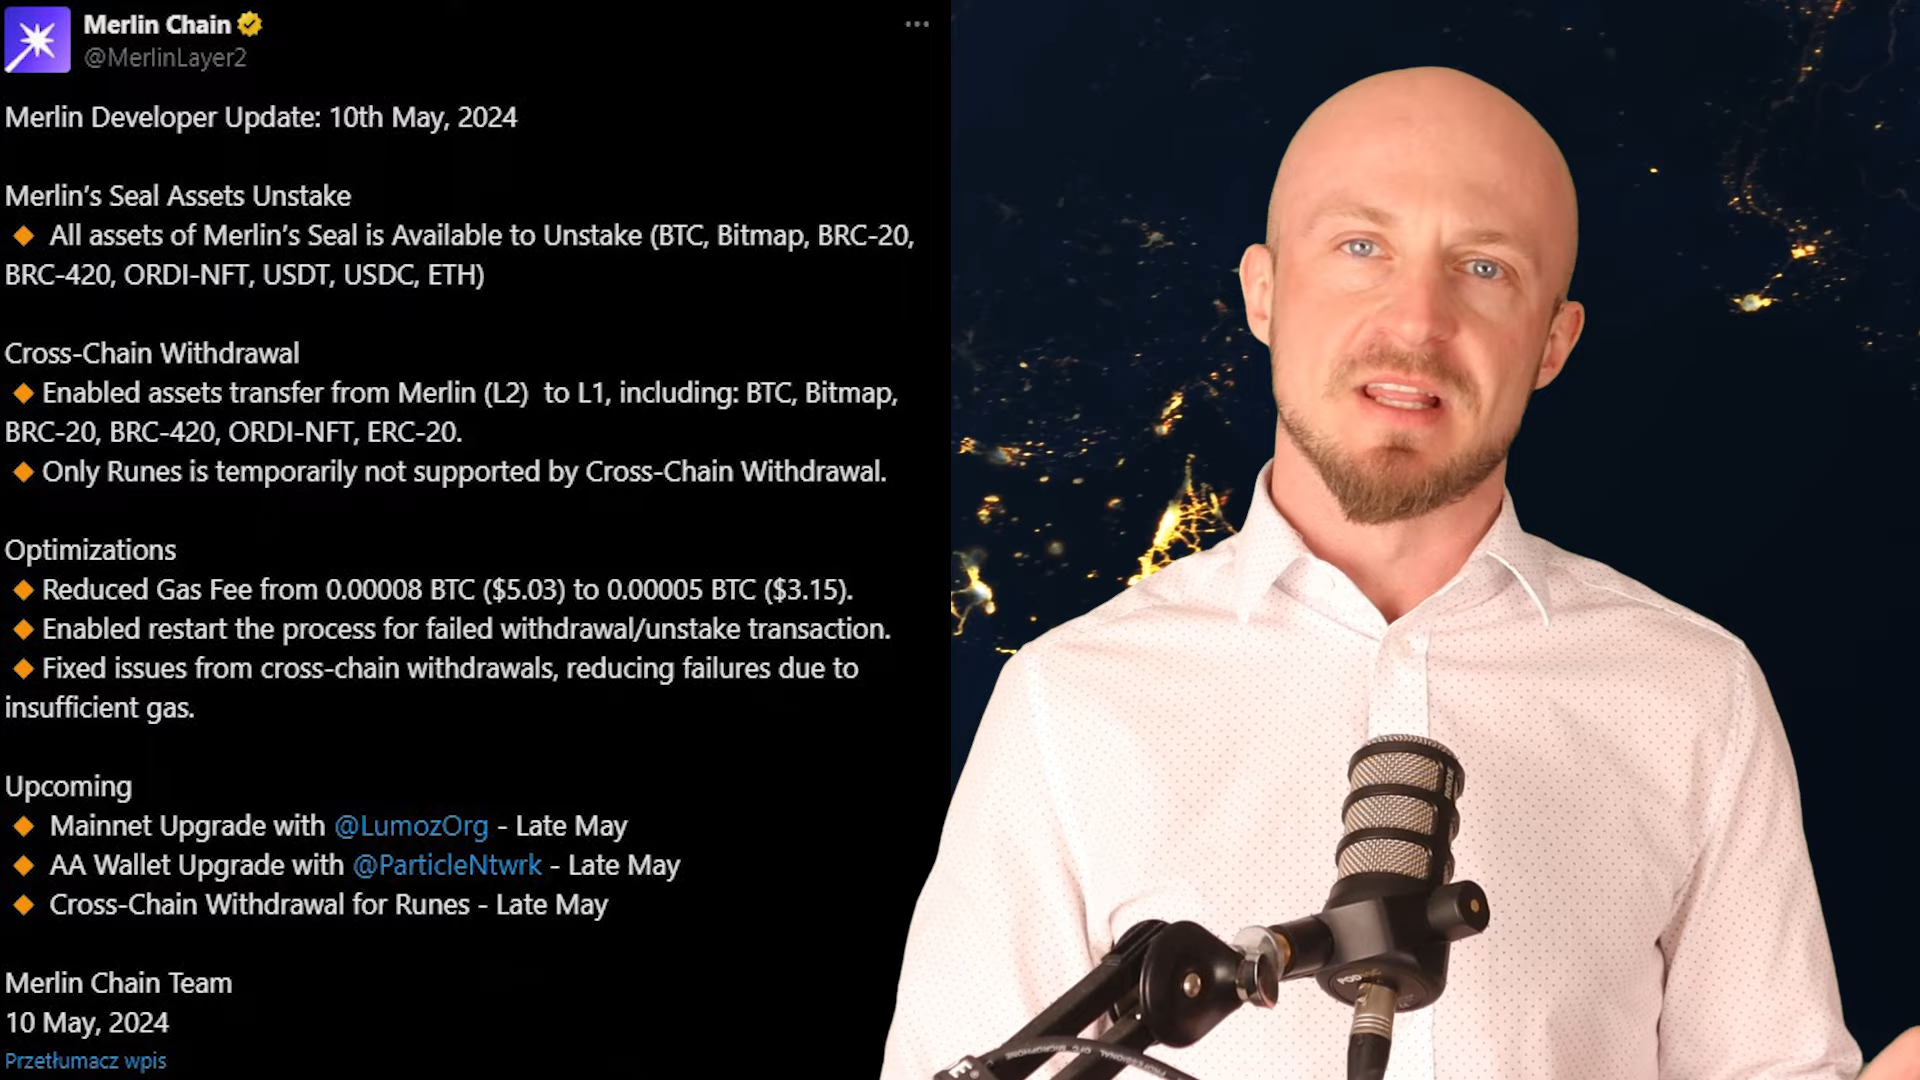 Merlin Chain
@MerlinLayer2
Merlin Developer Update: 10th May, 2024
Merlin’s Seal Assets Unstake
🔸 All assets of Merlin’s Seal is Available to Unstake (BTC, Bitmap, BRC-20,
BRC-420, ORDI-NFT, USDT, USDC, ETH)
Cross-Chain Withdrawal
🔸Enabled assets transfer from Merlin (L2)  to L1, including: BTC, Bitmap,
BRC-20, BRC-420, ORDI-NFT, ERC-20.
🔸Only Runes is temporarily not supported by Cross-Chain Withdrawal.
Optimizations
🔸Reduced Gas Fee from 0.00008 BTC ($5.03) to 0.00005 BTC ($3.15).
🔸Enabled restart the process for failed withdrawal/unstake transaction.
🔸Fixed issues from cross-chain withdrawals, reducing failures due to
insufficient gas.
Upcoming
🔸 Mainnet Upgrade with @LumozOrg - Late May
🔸 AA Wallet Upgrade with @ParticleNtwrk - Late May
🔸 Cross-Chain Withdrawal for Runes - Late May
Merlin Chain Team
10 May, 2024
Przetłumacz wpis
RODE